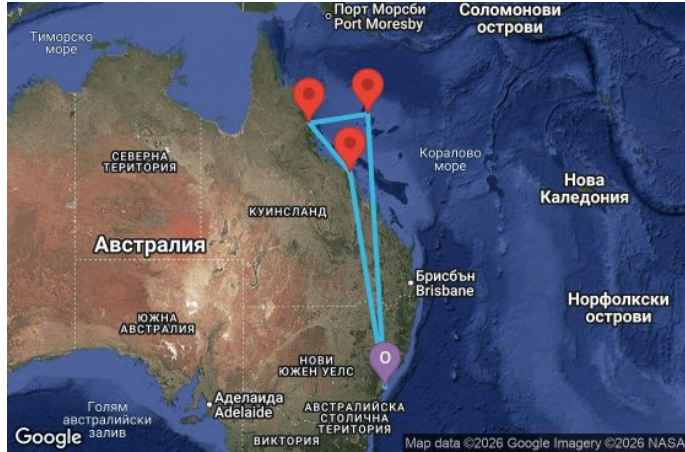 Порт Морсби
Port Moresby
Соломонови
острови
Тиморско
море
СЕВЕРНА
ТЕРИТОРИЯ
Коралово
море
Нова
Каледония
КУИНСЛАНД
Австралия
Брисбън
Brisbane
Норфолкски
острови
ЮЖНА
АВСТРАЛИЯ
НОВИ
ЮЖЕН УЕЛС
O
Аделаида
Adelaide
Голям
австралийски
залив
АВСТРАЛИЙСКА
СТОЛИЧНА
ТЕРИТОРИЯ
ВИКТОРИЯ
Google
Map data ©2026 Google Imagery ©2026 NASA